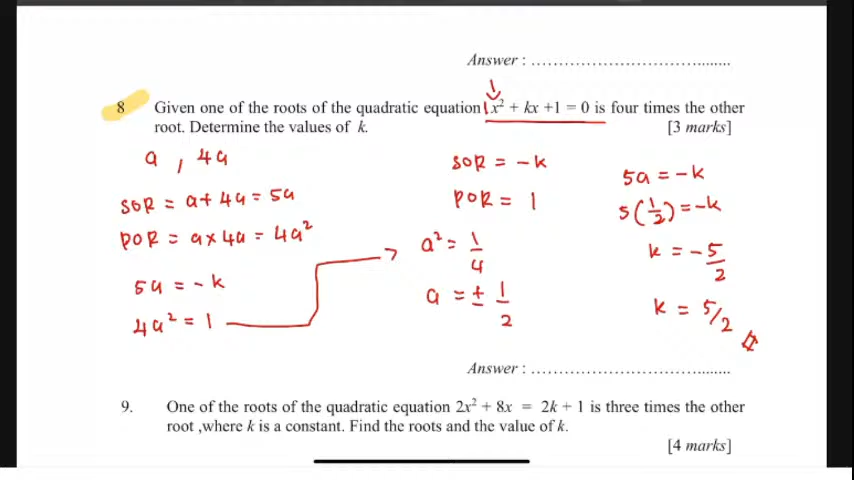 Answer : ......................................
1
8 Given one of the roots of the quadratic equation 1x² + kx +1 = 0 is four times the other
root. Determine the values of k. [3 marks]
a , 4a
SOR = a + 4a = 5a
POR = a × 4a = 4a²
5a = -k
4a² = 1
SOR = -k
POR = 1
a² = 1/4
a = ± 1/2
5a = -k
5(1/2) = -k
k = -5/2
k = 5/2
Answer : ......................................
9. One of the roots of the quadratic equation 2x² + 8x = 2k + 1 is three times the other
root ,where k is a constant. Find the roots and the value of k.
[4 marks]